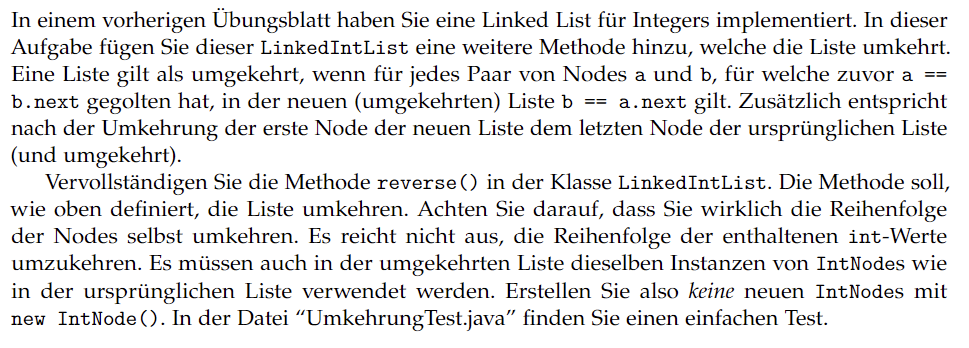 In einem vorherigen Übungsblatt haben Sie eine Linked List für Integers implementiert. In dieser
Aufgabe fügen Sie dieser LinkedIntList eine weitere Methode hinzu, welche die Liste umkehrt.
Eine Liste gilt als umgekehrt, wenn für jedes Paar von Nodes a und b, für welche zuvor a ==
b.next gegolten hat, in der neuen (umgekehrten) Liste b == a.next gilt. Zusätzlich entspricht
nach der Umkehrung der erste Node der neuen Liste dem letzten Node der ursprünglichen Liste
(und umgekehrt).
Vervollständigen Sie die Methode reverse() in der Klasse LinkedIntList. Die Methode soll,
wie oben definiert, die Liste umkehren. Achten Sie darauf, dass Sie wirklich die Reihenfolge
der Nodes selbst umkehren. Es reicht nicht aus, die Reihenfolge der enthaltenen int-Werte
umzukehren. Es müssen auch in der umgekehrten Liste dieselben Instanzen von IntNodes wie
in der ursprünglichen Liste verwendet werden. Erstellen Sie also keine neuen IntNodes mit
new IntNode(). In der Datei “UmkehrungTest.java” finden Sie einen einfachen Test.